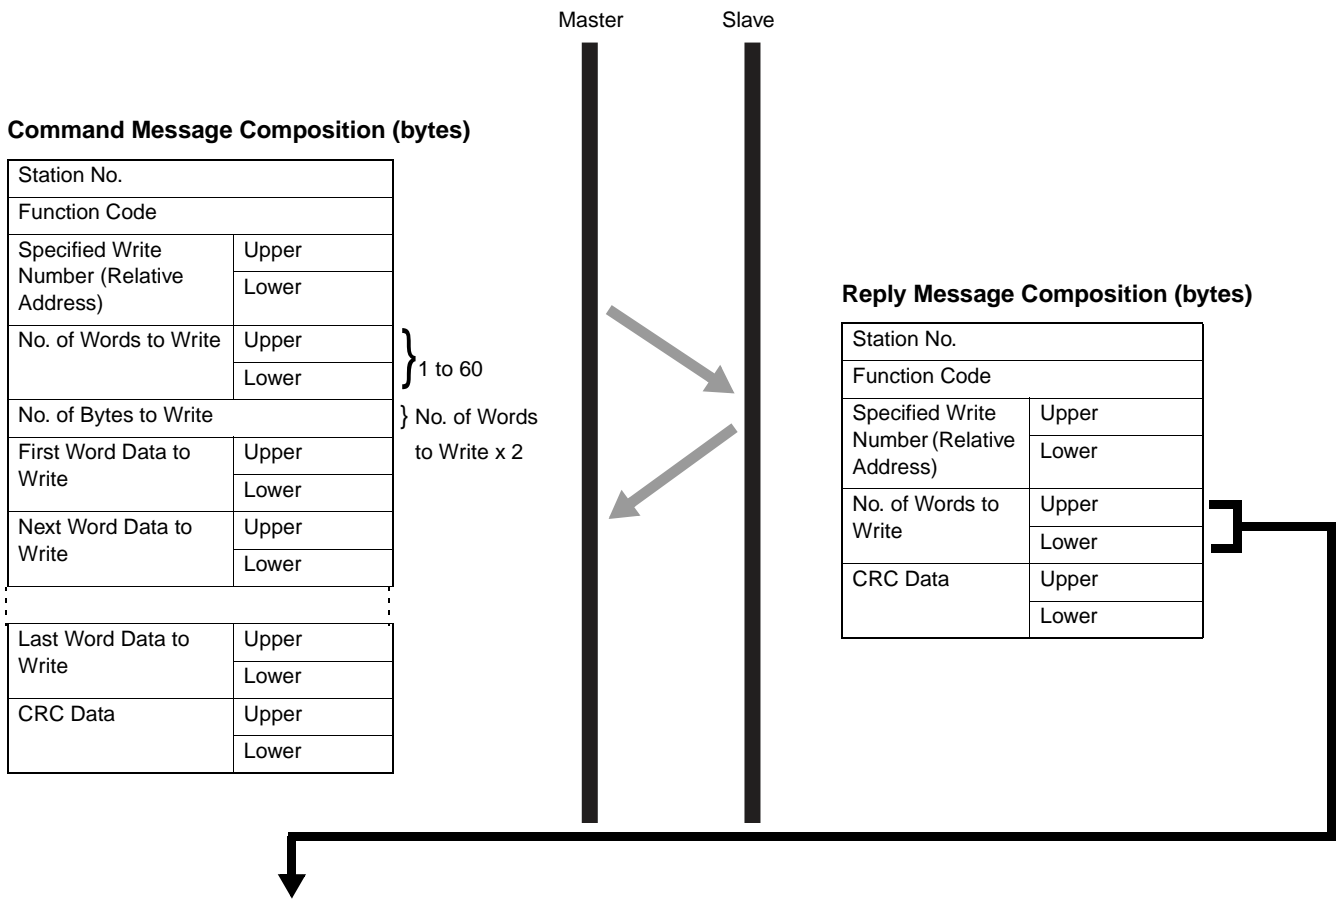 Master
Slave
Command Message Composition (bytes)
Station No.
Function Code
Specified Write
Number (Relative
Address)
Upper
Lower
No. of Words to Write
Upper
Lower
1 to 60
No. of Bytes to Write
} No. of Words
to Write x 2
First Word Data to
Write
Upper
Lower
Next Word Data to
Write
Upper
Lower
Last Word Data to
Write
Upper
Lower
CRC Data
Upper
Lower
Reply Message Composition (bytes)
Station No.
Function Code
Specified Write
Number (Relative
Address)
Upper
Lower
No. of Words to
Write
Upper
Lower
CRC Data
Upper
Lower